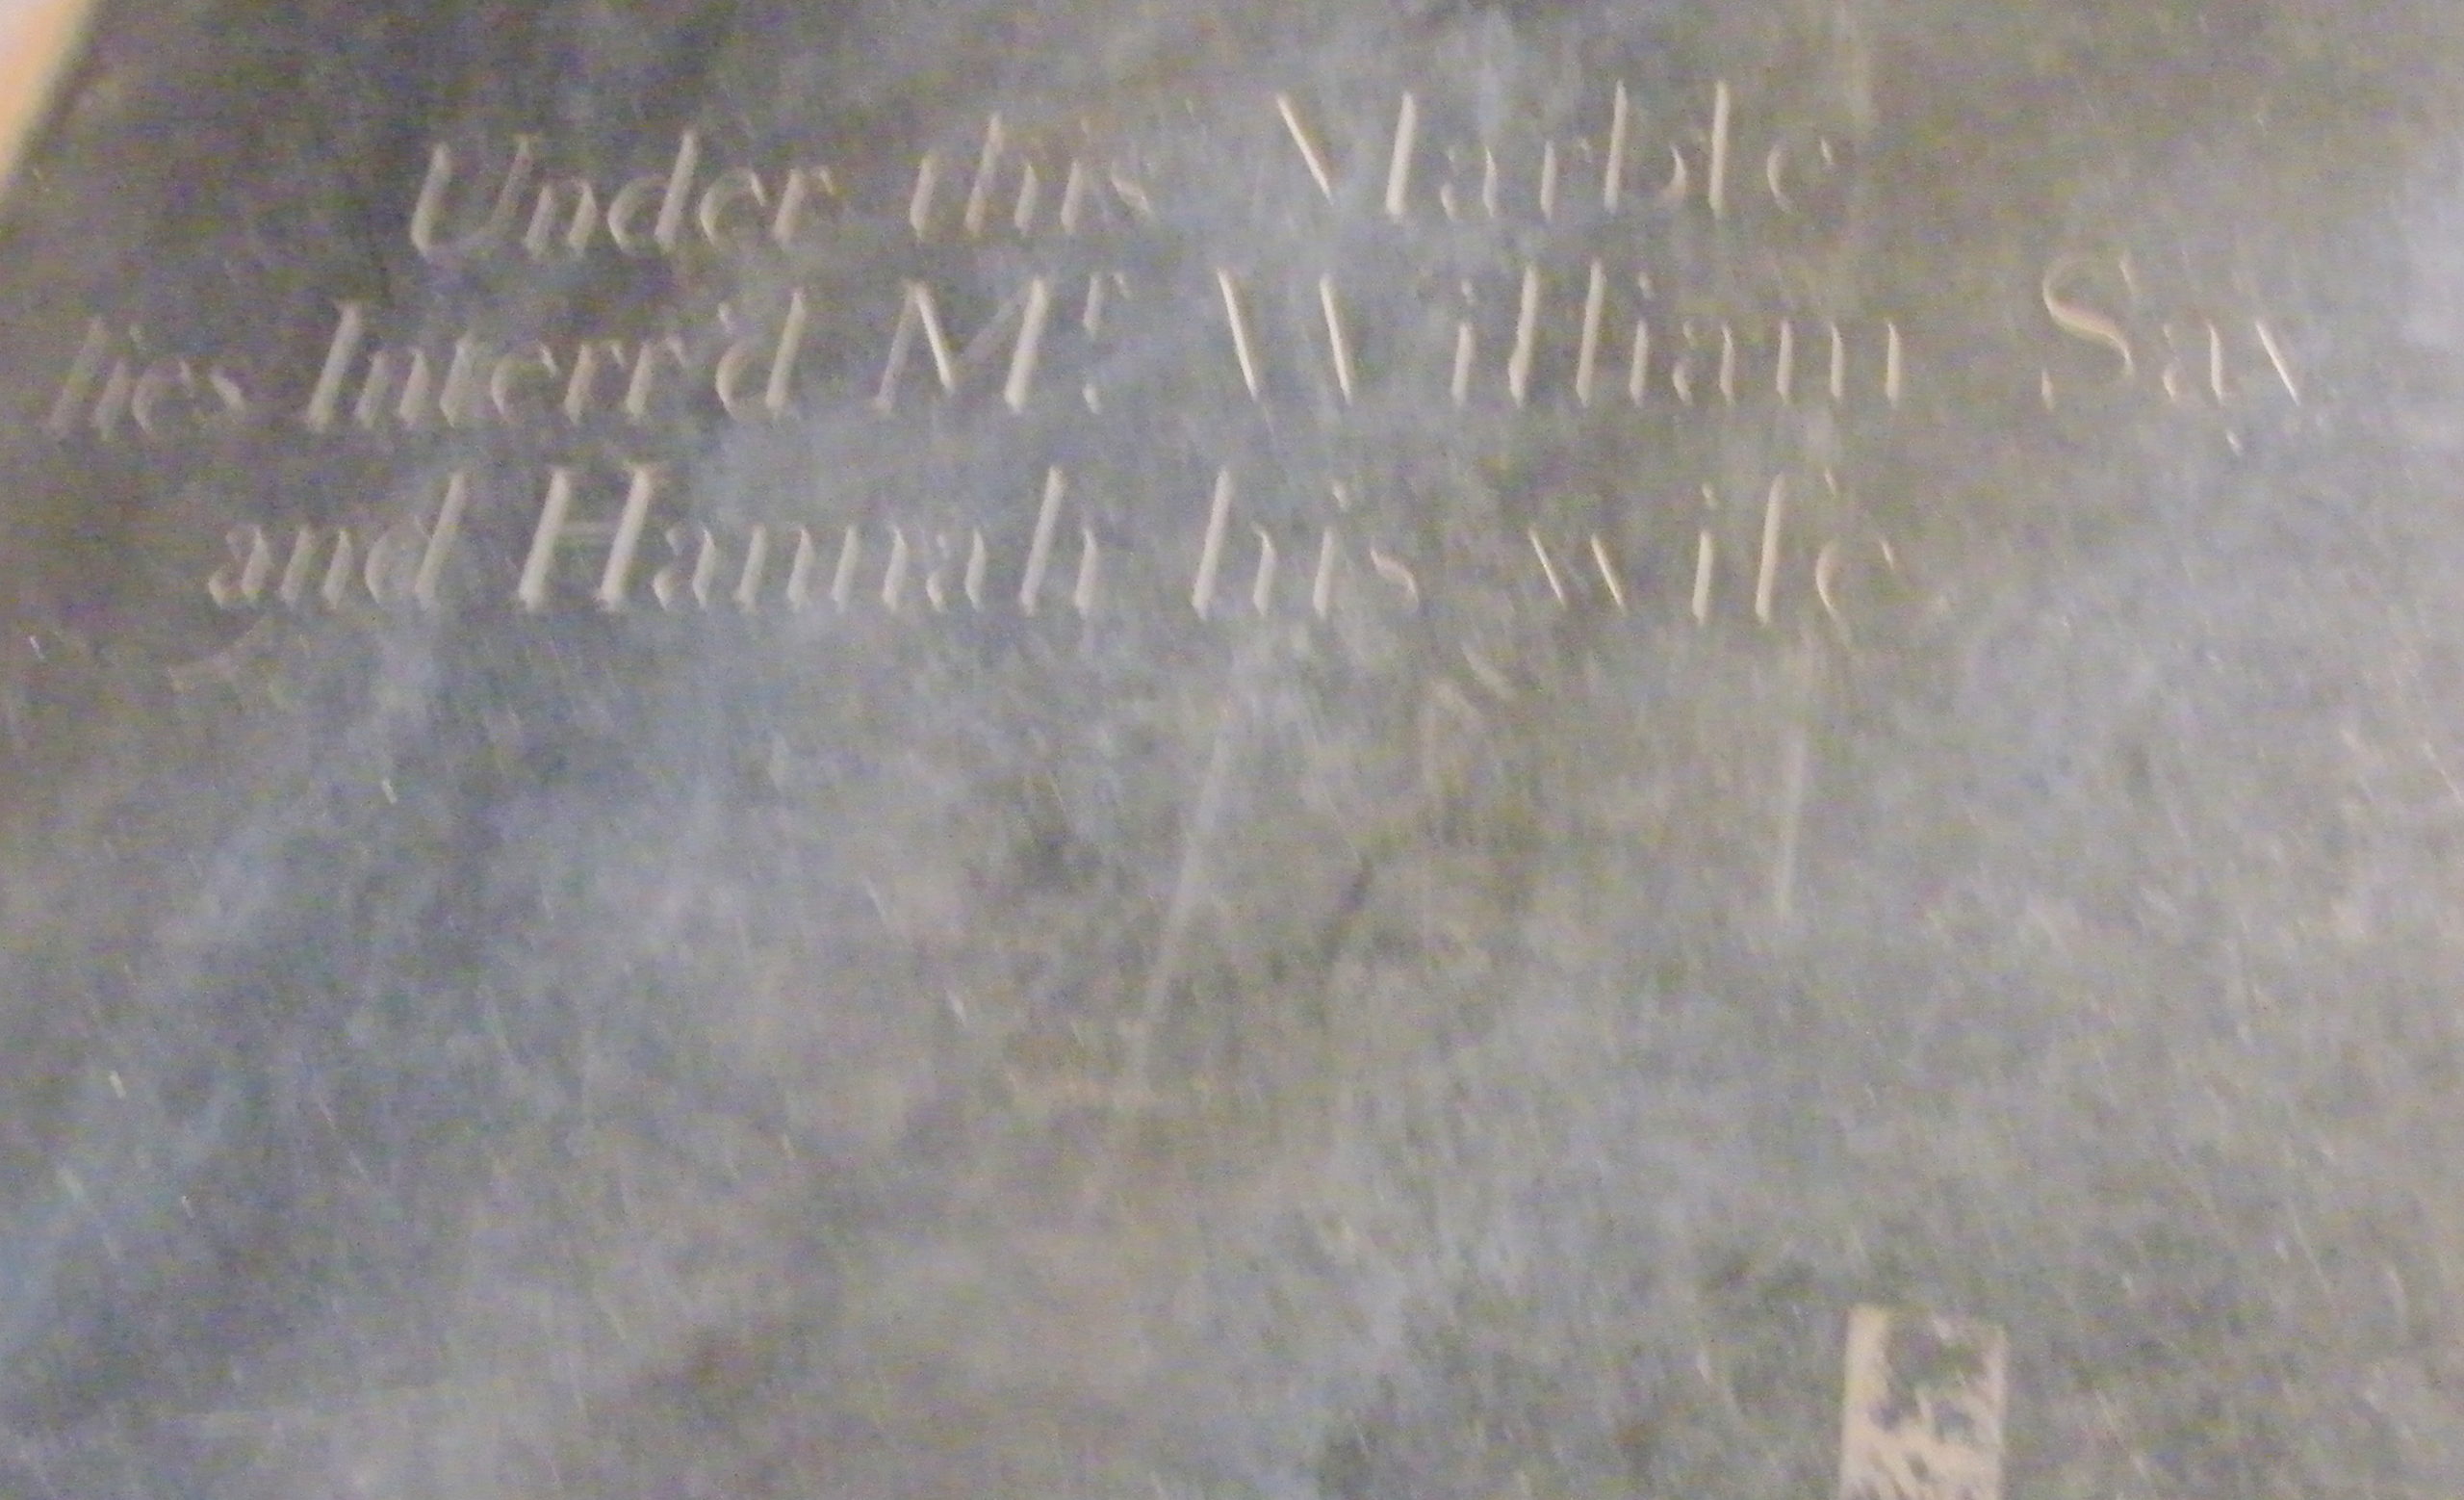 Under this Marble
lies Interr'd Mr. William Say
and Hannah his wife